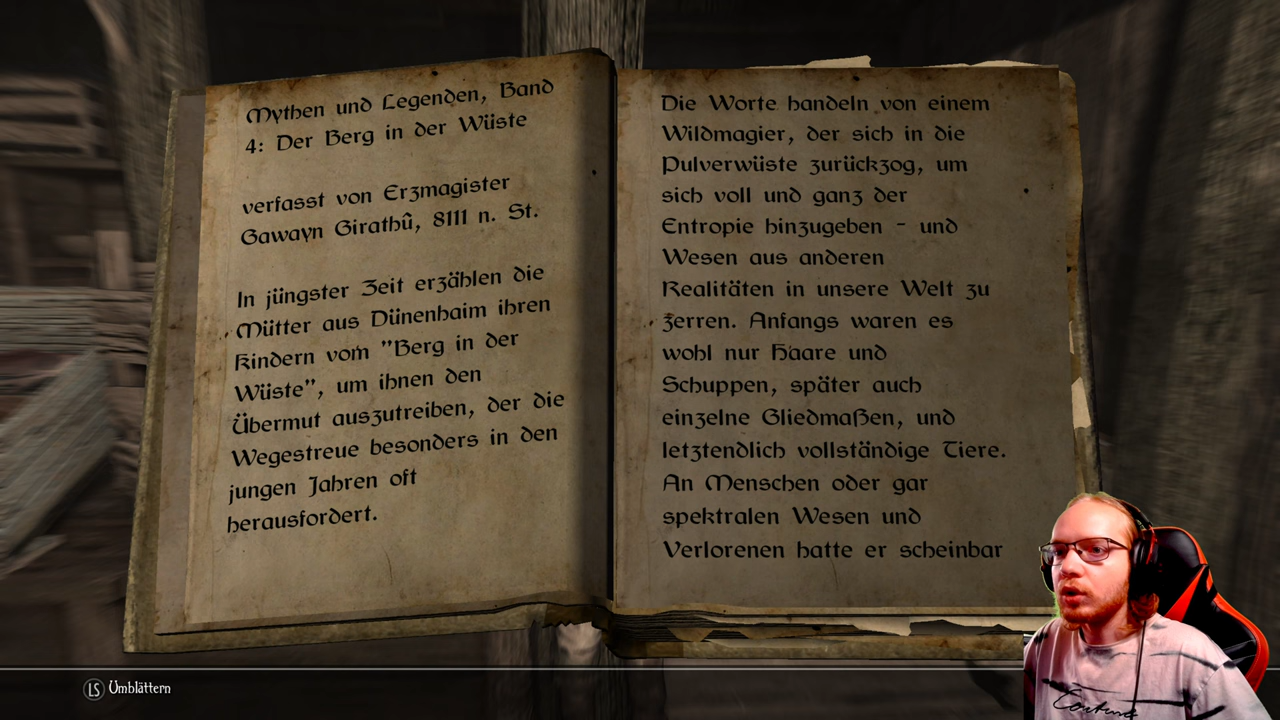 Mythen und Legenden, Band
4: Der Berg in der Wüste
verfasst von Erzmagister
Gawayn Girathû, 8111 n. St.
In jüngster Zeit erzählen die
Mütter aus Dünenhaim ihren
Kindern vom "Berg in der
Wüste", um ihnen den
Übermut auszutreiben, der die
Wegestreue besonders in den
jungen Jahren oft
herausfordert.
Die Worte handeln von einem
Wildmagier, der sich in die
Pulverwüste zurückzog, um
sich voll und ganz der
Entropie hinzugeben - und
Wesen aus anderen
Realitäten in unsere Welt zu
zerren. Anfangs waren es
wohl nur Haare und
Schuppen, später auch
einzelne Gliedmaßen, und
letztendlich vollständige Tiere.
An Menschen oder gar
spektralen Wesen und
Verlorenen hatte er scheinbar
LS Umblättern